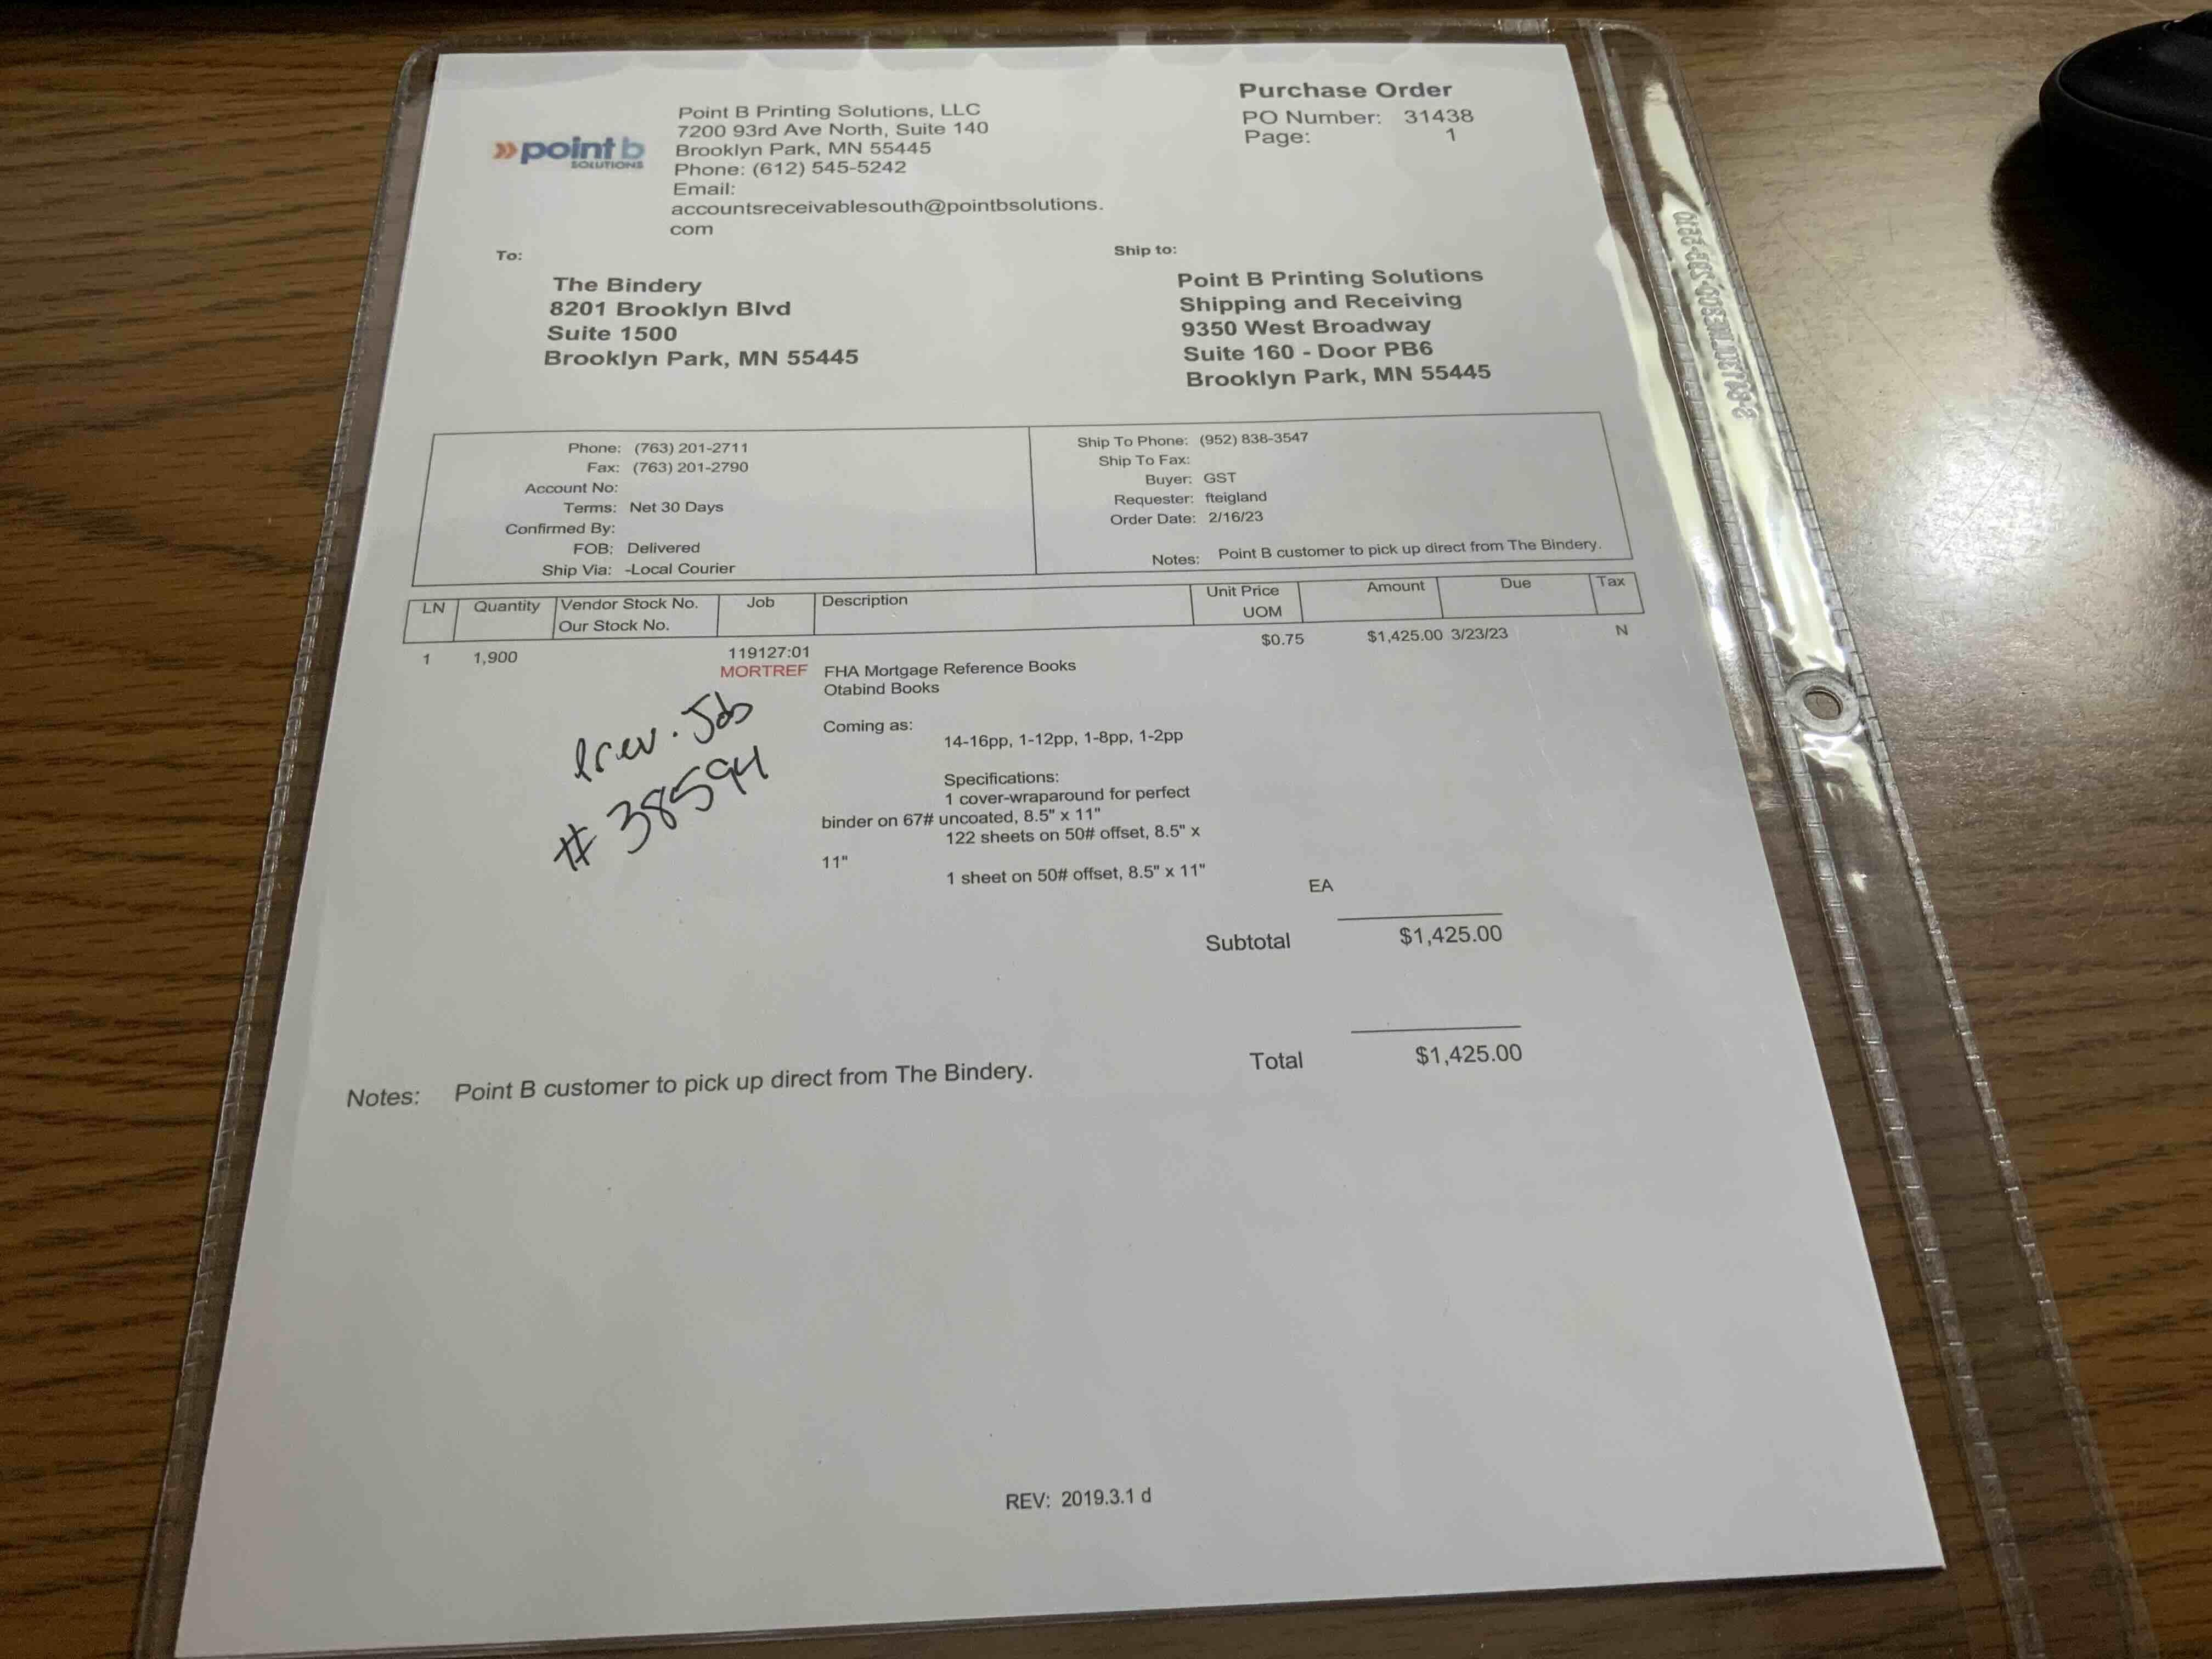 Purchase Order
PO Number: 31438
Page: 1
»point b
SOLUTIONS
Point B Printing Solutions, LLC
7200 93rd Ave North, Suite 140
Brooklyn Park, MN 55445
Phone: (612) 545-5242
Email:
accountsreceivablesouth@pointbsolutions.
com
To:
The Bindery
8201 Brooklyn Blvd
Suite 1500
Brooklyn Park, MN 55445
Ship to:
Point B Printing Solutions
Shipping and Receiving
9350 West Broadway
Suite 160 - Door PB6
Brooklyn Park, MN 55445
Phone: (763) 201-2711
Fax: (763) 201-2790
Account No:
Terms: Net 30 Days
Confirmed By:
FOB: Delivered
Ship Via: -Local Courier
Ship To Phone: (952) 838-3547
Ship To Fax:
Buyer: GST
Requester: fteigland
Order Date: 2/16/23
Notes: Point B customer to pick up direct from The Bindery.
LN Quantity Vendor Stock No. Job Description Unit Price Amount Due Tax
Our Stock No. UOM
1 1,900 119127:01 $0.75 $1,425.00 3/23/23 N
MORTREF FHA Mortgage Reference Books
Otabind Books
Coming as:
14-16pp, 1-12pp, 1-8pp, 1-2pp
Specifications:
1 cover-wraparound for perfect
binder on 67# uncoated, 8.5" x 11"
122 sheets on 50# offset, 8.5" x
11"
1 sheet on 50# offset, 8.5" x 11"
EA
Prev. Job
# 38594
Subtotal $1,425.00
Total $1,425.00
Notes: Point B customer to pick up direct from The Bindery.
REV: 2019.3.1 d